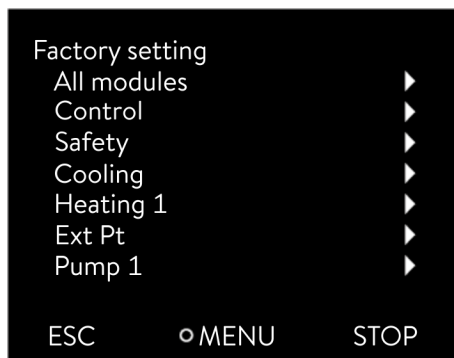 Factory setting
All modules
Control
Safety
Cooling
Heating 1
Ext Pt
Pump 1
ESC MENU STOP